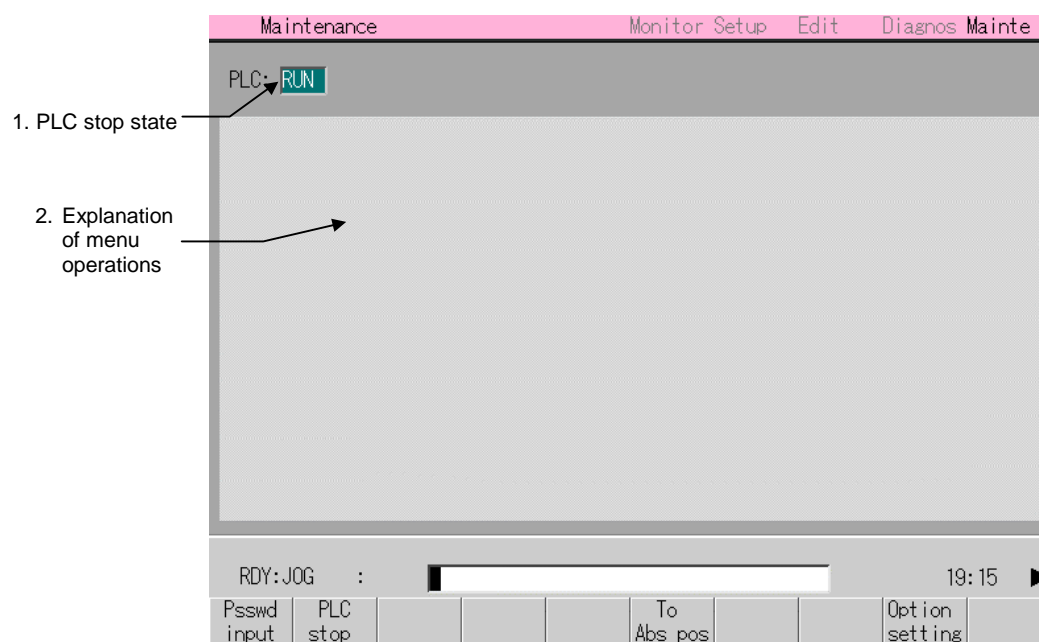 Maintenance Monitor Setup Edit Diagnos Mainte
PLC: RUN
1. PLC stop state
2. Explanation
of menu
operations
RDY:JOG : 19:15
Psswd PLC To Option
input stop Abs pos setting